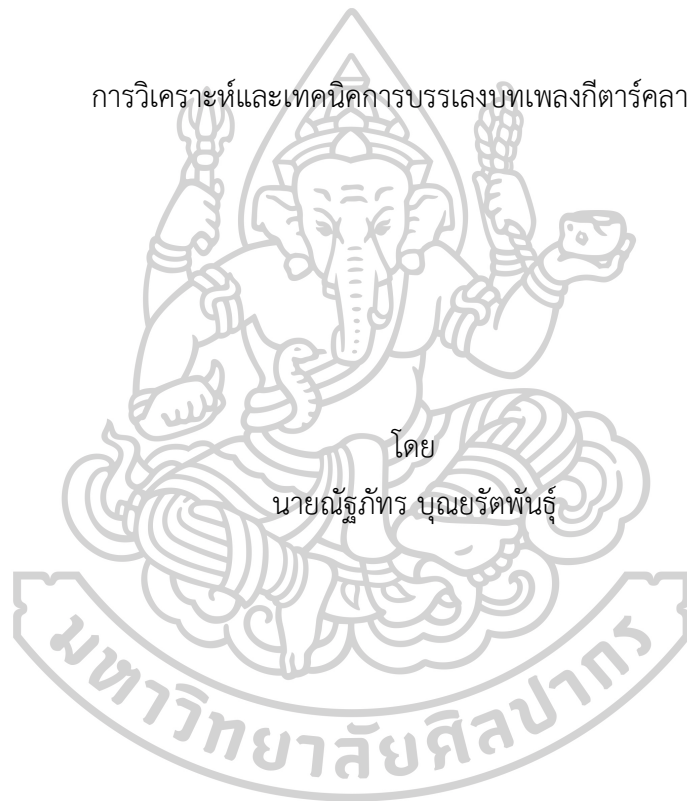 การวิเคราะห์และเทคนิคการบรรเลงบทเพลงกีตาร์คลา
โดย
นายณัฐภัทร บุณยรัตพันธุ์
มหาวิทยาลัยศิลปากร